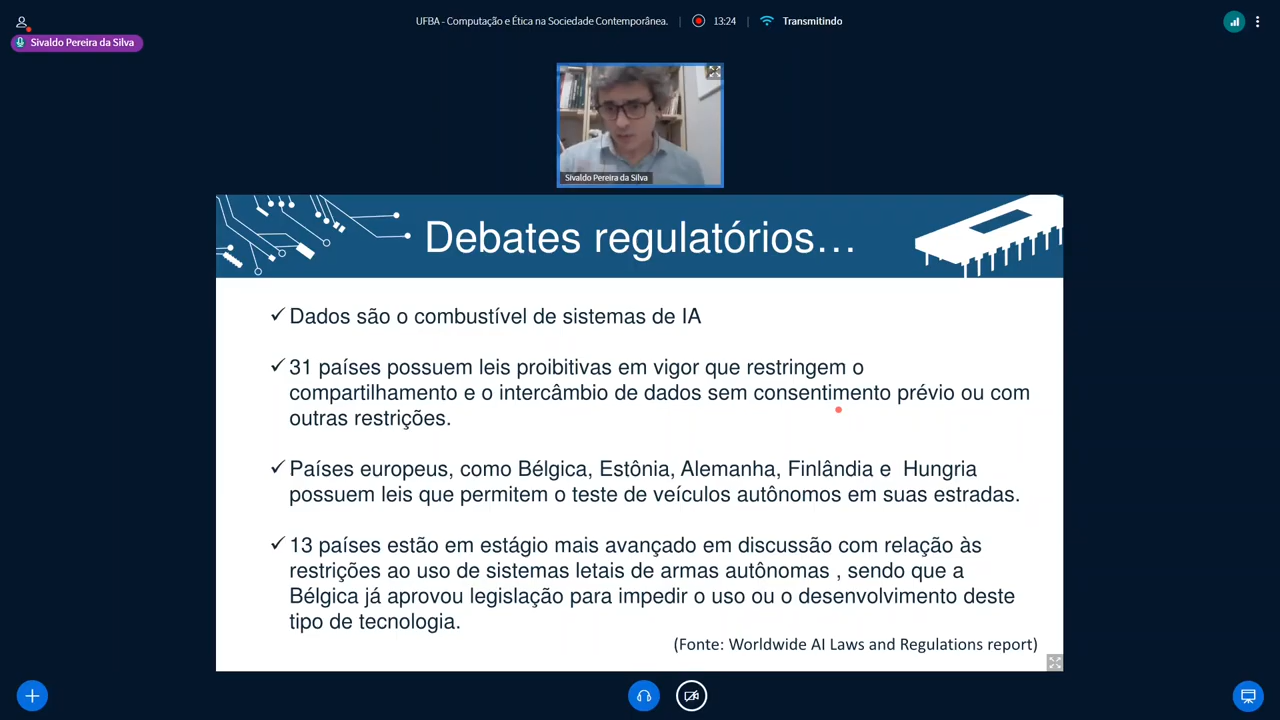 UFBA - Computação e Ética na Sociedade Contemporânea.
13:24
Transmitindo
Sivaldo Pereira da Silva
Sivaldo Pereira da Silva
Debates regulatórios…
✓ Dados são o combustível de sistemas de IA
✓ 31 países possuem leis proibitivas em vigor que restringem o
compartilhamento e o intercâmbio de dados sem consentimento prévio ou com
outras restrições.
✓ Países europeus, como Bélgica, Estônia, Alemanha, Finlândia e Hungria
possuem leis que permitem o teste de veículos autônomos em suas estradas.
✓ 13 países estão em estágio mais avançado em discussão com relação às
restrições ao uso de sistemas letais de armas autônomas , sendo que a
Bélgica já aprovou legislação para impedir o uso ou o desenvolvimento deste
tipo de tecnologia.
(Fonte: Worldwide AI Laws and Regulations report)